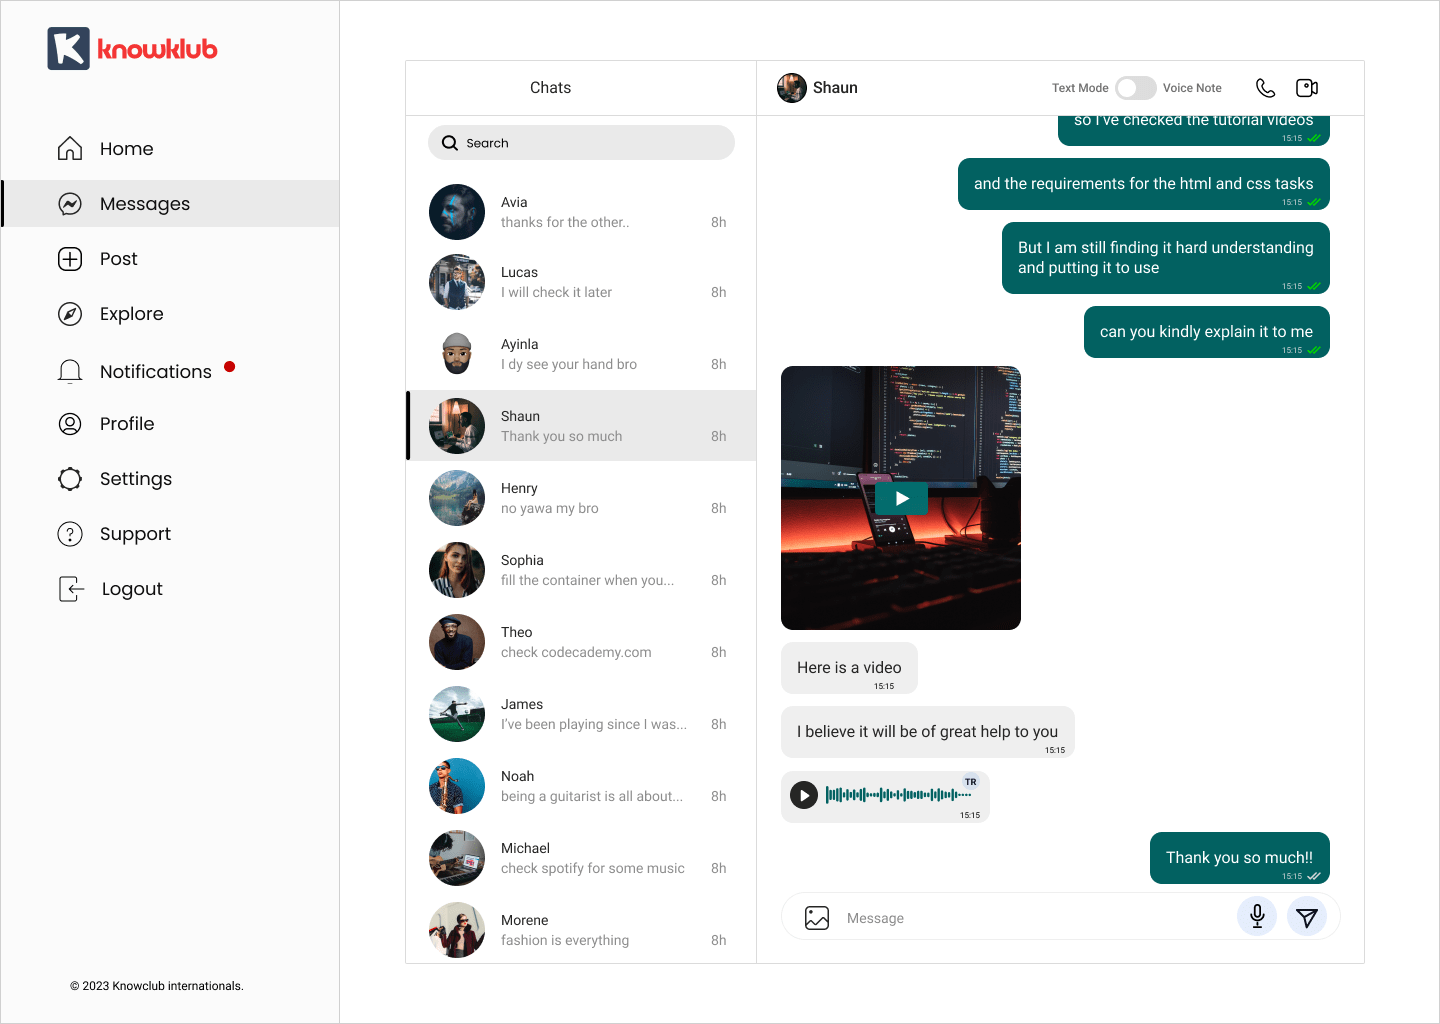 knowklub
Home
Messages
Post
Explore
Notifications
Profile
Settings
Support
Logout
© 2023 Knowclub internationals.
Chats
Search
Avia
thanks for the other.. 8h
Lucas
I will check it later 8h
Ayinla
I dy see your hand bro 8h
Shaun
Thank you so much 8h
Henry
no yawa my bro 8h
Sophia
fill the container when you... 8h
Theo
check codecademy.com 8h
James
I've been playing since I was... 8h
Noah
being a guitarist is all about... 8h
Michael
check spotify for some music 8h
Morene
fashion is everything 8h
Shaun
Text Mode Voice Note
so I've checked the tutorial videos
15:15
and the requirements for the html and css tasks
15:15
But I am still finding it hard understanding
and putting it to use
15:15
can you kindly explain it to me
15:15
Here is a video
15:15
I believe it will be of great help to you
15:15
TR
15:15
Thank you so much!!
15:15
Message